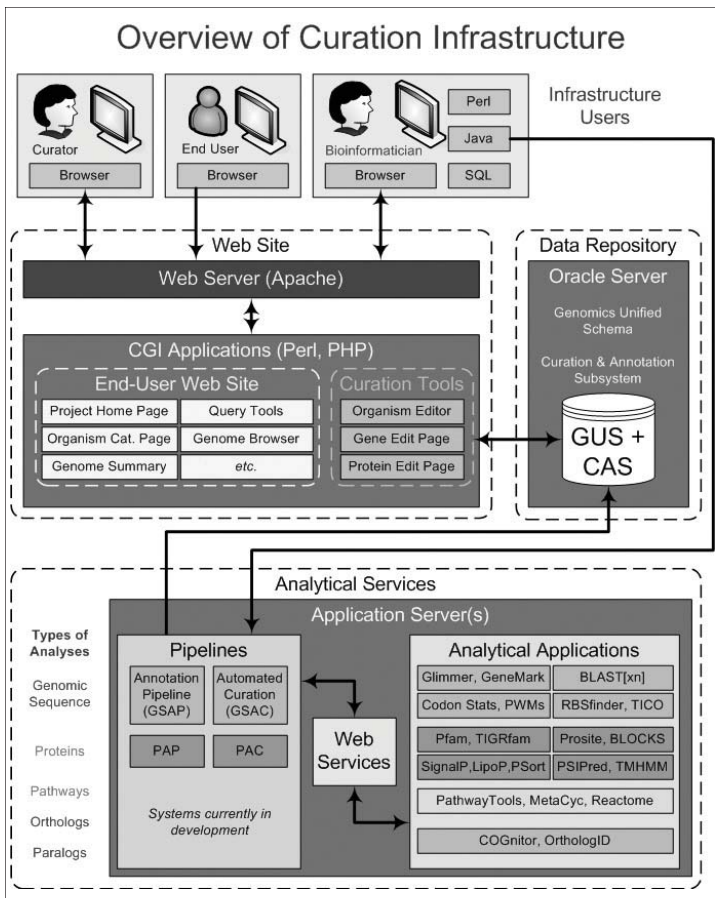 Overview of Curation Infrastructure
Curator
Browser
End User
Browser
Bioinformatician
Browser
Perl
Java
SQL
Infrastructure
Users
Web Site
Web Server (Apache)
CGI Applications (Perl, PHP)
End-User Web Site
Project Home Page
Query Tools
Organism Cat. Page
Genome Browser
Genome Summary
etc.
Curation Tools
Organism Editor
Gene Edit Page
Protein Edit Page
Data Repository
Oracle Server
Genomics Unified
Schema
Curation & Annotation
Subsystem
GUS +
CAS
Analytical Services
Application Server(s)
Types of
Analyses
Genomic
Sequence
Proteins
Pathways
Orthologs
Paralogs
Pipelines
Annotation
Pipeline
(GSAP)
Automated
Curation
(GSAC)
PAP
PAC
Systems currently in
development
Web
Services
Analytical Applications
Glimmer, GeneMark
BLAST[xn]
Codon Stats, PWMs
RBSfinder, TICO
Pfam, TIGRfam
Prosite, BLOCKS
SignalP,LipoP,PSort
PSIPred, TMHMM
PathwayTools, MetaCyc, Reactome
COGnitor, OrthologID